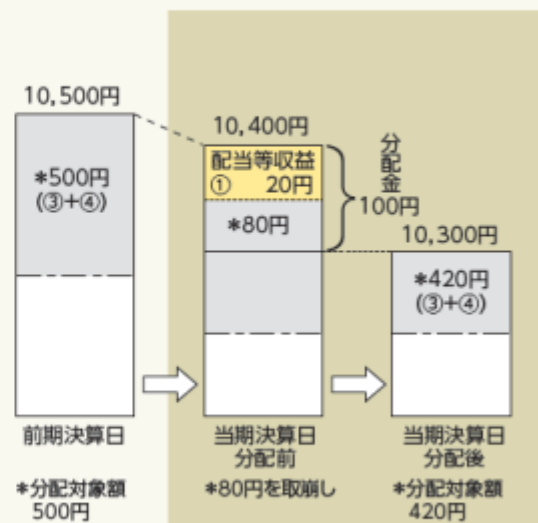 10,500円
*500円
(③+④)
前期決算日
*分配対象額
500円
10,400円
配当等収益
① 20円
*80円
分配金
100円
当期決算日
分配前
*80円を取崩し
10,300円
*420円
(③+④)
当期決算日
分配後
*分配対象額
420円